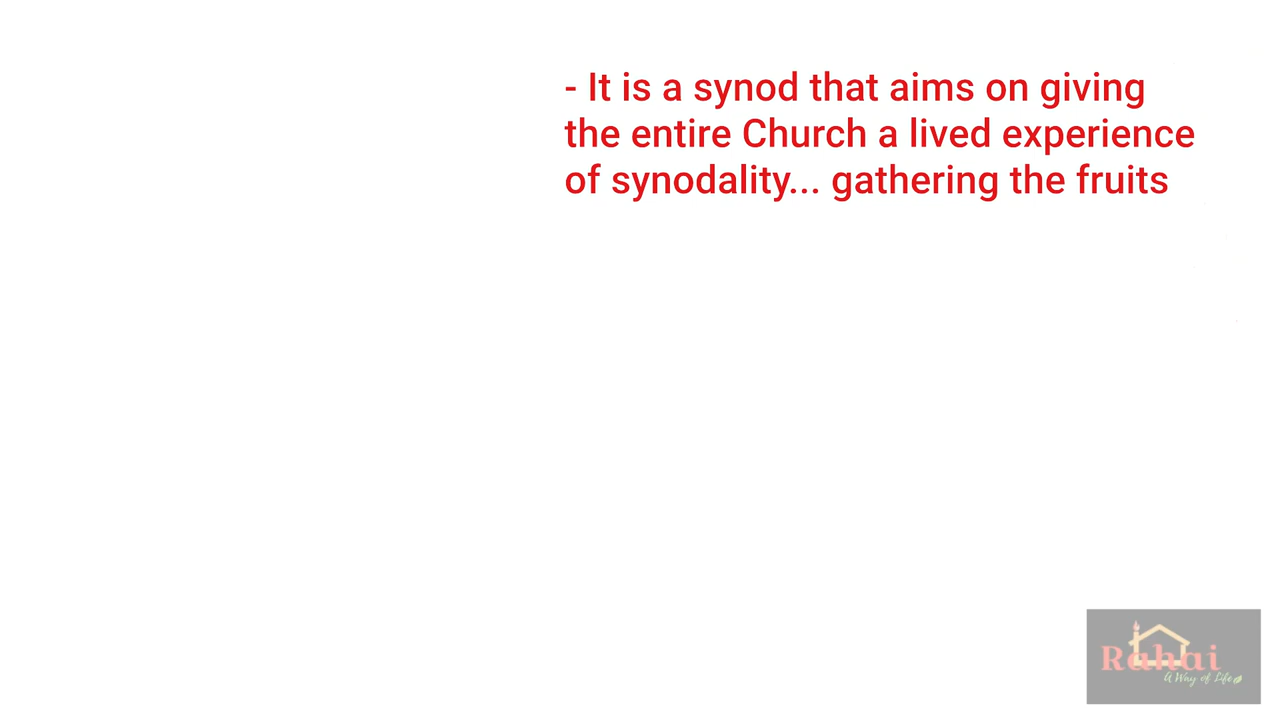 - It is a synod that aims on giving
the entire Church a lived experience
of synodality... gathering the fruits
Rahai
A Way of Life